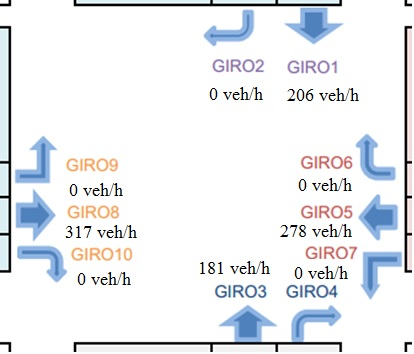 GIRO2 GIRO1
0 veh/h 206 veh/h
GIRO9 GIRO6
0 veh/h 0 veh/h
GIRO8 GIRO5
317 veh/h 278 veh/h
GIRO10 GIRO7
0 veh/h 181 veh/h 0 veh/h
GIRO3 GIRO4